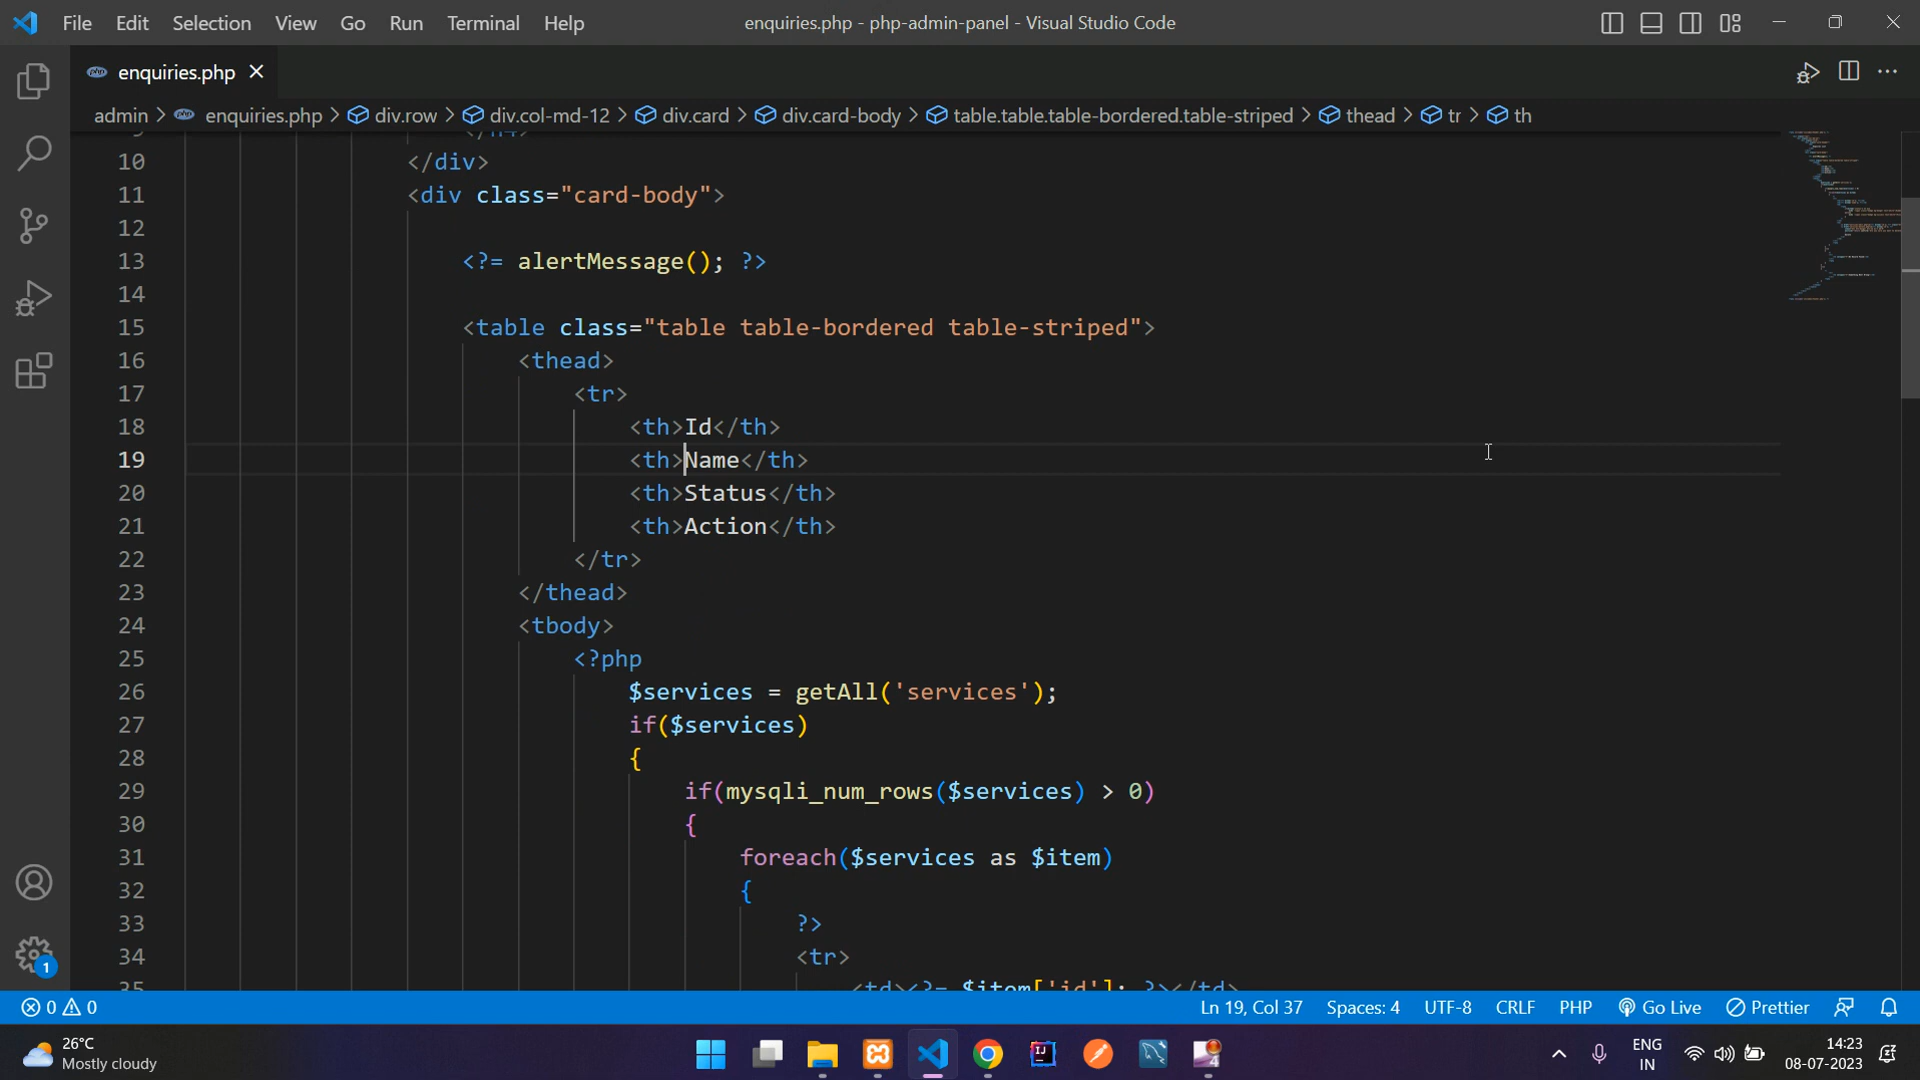 File Edit Selection View Go Run Terminal Help enquiries.php - php-admin-panel - Visual Studio Code
enquiries.php
admin > enquiries.php > div.row > div.col-md-12 > div.card > div.card-body > table.table.table-bordered.table-striped > thead > tr > th
10 </div>
11 <div class="card-body">
12
13 <?= alertMessage(); ?>
14
15 <table class="table table-bordered table-striped">
16 <thead>
17 <tr>
18 <th>Id</th>
19 <th>Name</th>
20 <th>Status</th>
21 <th>Action</th>
22 </tr>
23 </thead>
24 <tbody>
25 <?php
26 $services = getAll('services');
27 if($services)
28 {
29 if(mysqli_num_rows($services) > 0)
30 {
31 foreach($services as $item)
32 {
33 ?>
34 <tr>
35 <td><?= $item['id']; ?></td>
1
0 0 Ln 19, Col 37 Spaces: 4 UTF-8 CRLF PHP Go Live Prettier
26°C
Mostly cloudy
ENG
IN
14:23
08-07-2023